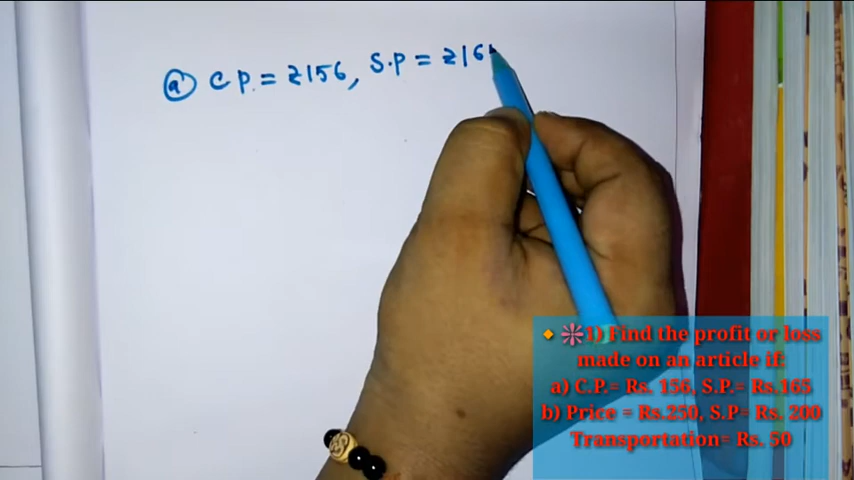 a) C.P. = ₹156, S.P = ₹165
1) Find the profit or loss
made on an article if:
a) C.P.= Rs. 156, S.P.= Rs.165
b) Price = Rs.250, S.P= Rs. 200
Transportation= Rs. 50